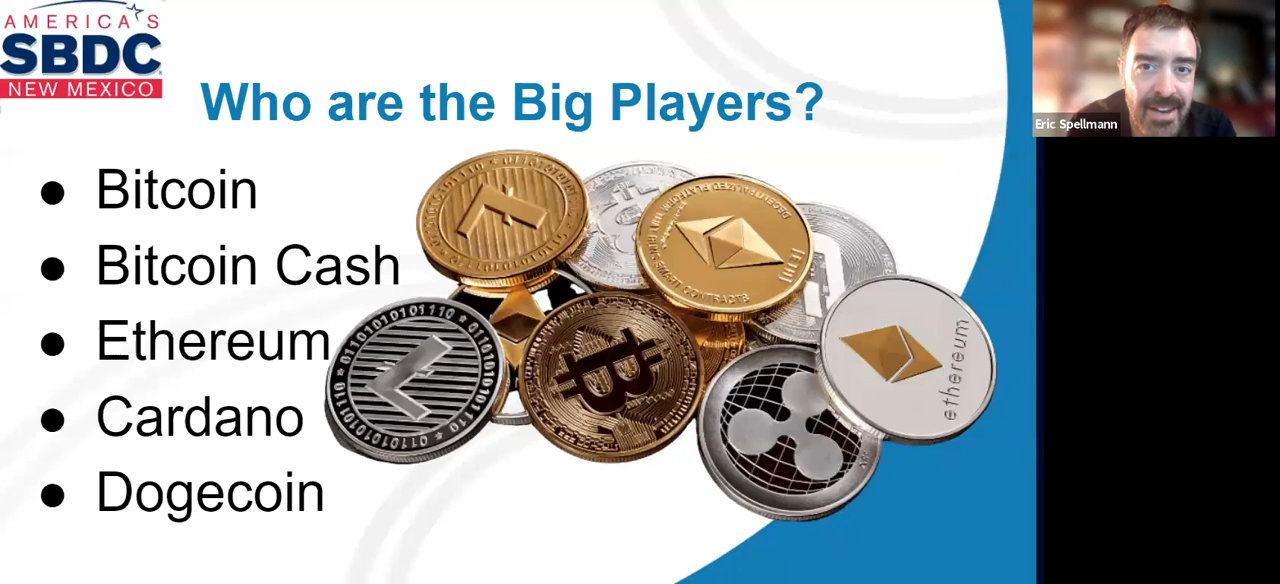 AMERICA'S
SBDC
NEW MEXICO
Who are the Big Players?
Eric Spellmann
● Bitcoin
● Bitcoin Cash
● Ethereum
● Cardano
● Dogecoin
ethereum